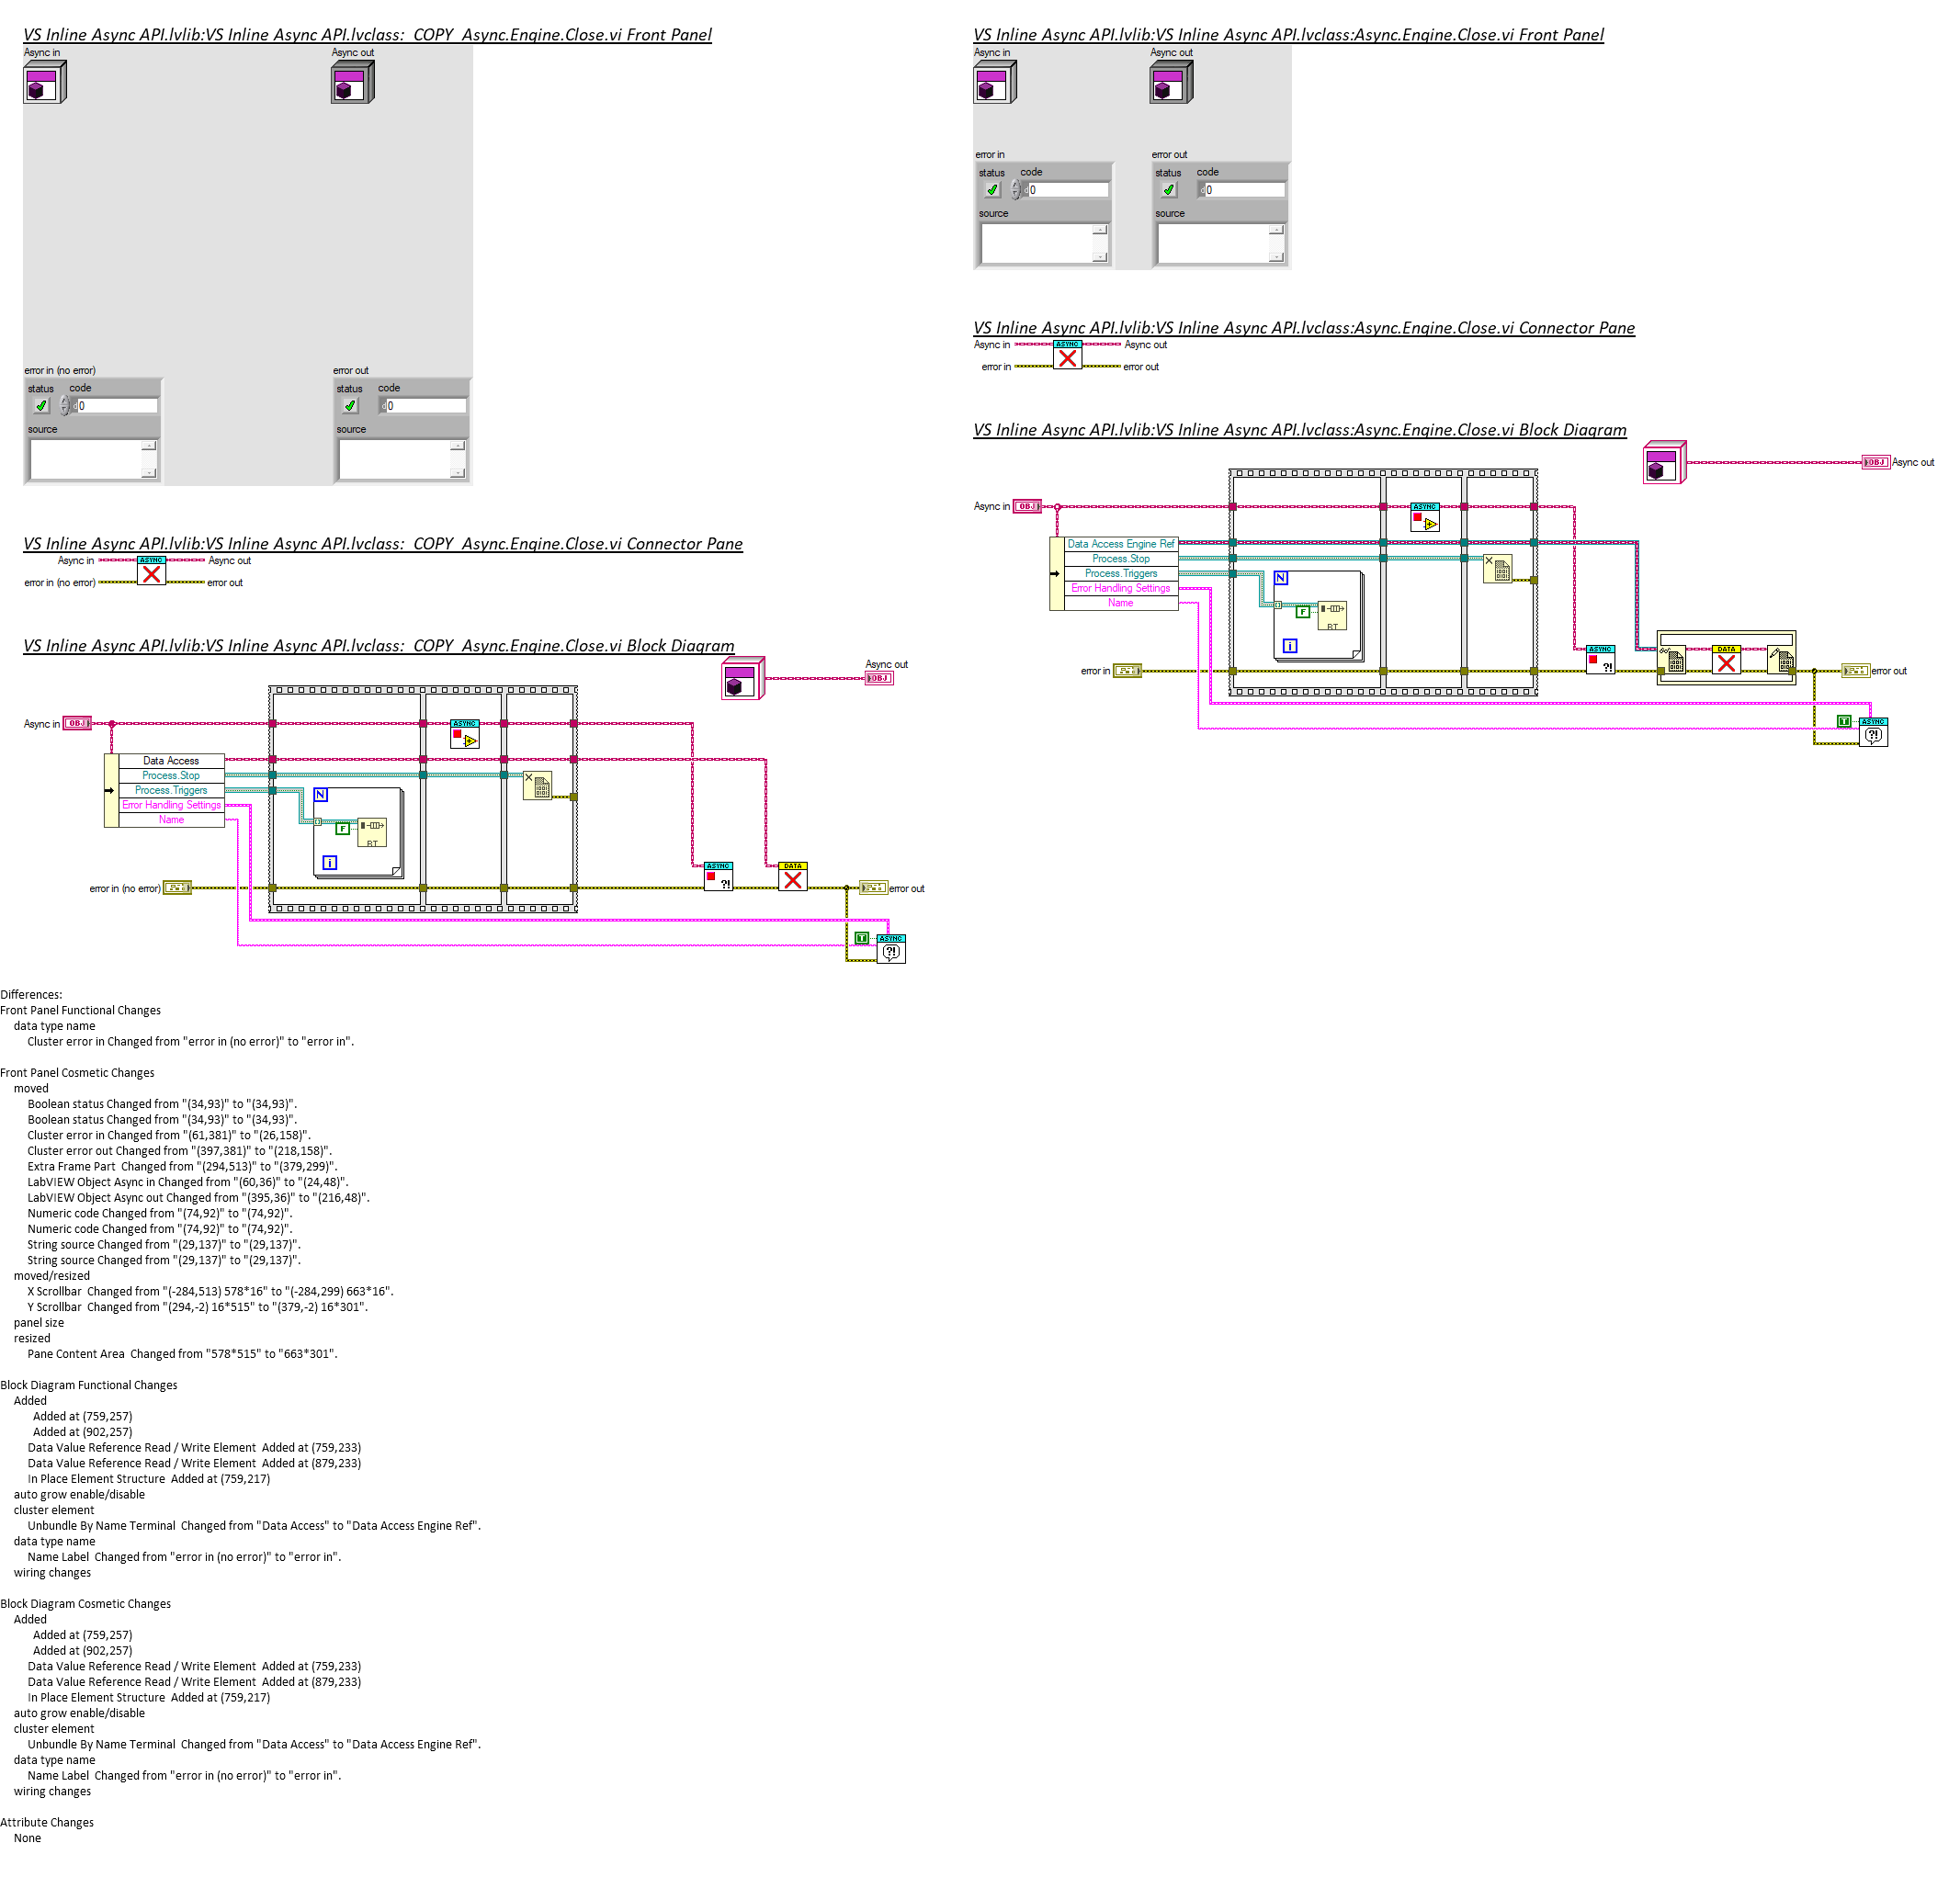 VS Inline Async API.lvlib:VS Inline Async API.lvclass:  COPY  Async.Engine.Close.vi Front Panel
Async in
Async out
error in (no error)
status
code
0
source
error out
status
code
0
source
VS Inline Async API.lvlib:VS Inline Async API.lvclass:  COPY  Async.Engine.Close.vi Connector Pane
Async in
ASYNC
Async out
error in (no error)
error out
VS Inline Async API.lvlib:VS Inline Async API.lvclass:  COPY  Async.Engine.Close.vi Block Diagram
Async out
OBJ
Async in
OBJ
ASYNC
Data Access
Process.Stop
Process.Triggers
Error Handling Settings
Name
N
F
RT
i
ASYNC
?!
DATA
error in (no error)
error out
T
ASYNC
?!
VS Inline Async API.lvlib:VS Inline Async API.lvclass:Async.Engine.Close.vi Front Panel
Async in
Async out
error in
status
code
0
source
error out
status
code
0
source
VS Inline Async API.lvlib:VS Inline Async API.lvclass:Async.Engine.Close.vi Connector Pane
Async in
ASYNC
Async out
error in
error out
VS Inline Async API.lvlib:VS Inline Async API.lvclass:Async.Engine.Close.vi Block Diagram
OBJ
Async out
Async in
OBJ
ASYNC
Data Access Engine Ref
Process.Stop
Process.Triggers
Error Handling Settings
Name
N
F
RT
i
ASYNC
?!
DATA
error in
error out
T
ASYNC
?!
Differences:
Front Panel Functional Changes
data type name
Cluster error in Changed from "error in (no error)" to "error in".
Front Panel Cosmetic Changes
moved
Boolean status Changed from "(34,93)" to "(34,93)".
Boolean status Changed from "(34,93)" to "(34,93)".
Cluster error in Changed from "(61,381)" to "(26,158)".
Cluster error out Changed from "(397,381)" to "(218,158)".
Extra Frame Part  Changed from "(294,513)" to "(379,299)".
LabVIEW Object Async in Changed from "(60,36)" to "(24,48)".
LabVIEW Object Async out Changed from "(395,36)" to "(216,48)".
Numeric code Changed from "(74,92)" to "(74,92)".
Numeric code Changed from "(74,92)" to "(74,92)".
String source Changed from "(29,137)" to "(29,137)".
String source Changed from "(29,137)" to "(29,137)".
moved/resized
X Scrollbar  Changed from "(-284,513) 578*16" to "(-284,299) 663*16".
Y Scrollbar  Changed from "(294,-2) 16*515" to "(379,-2) 16*301".
panel size
resized
Pane Content Area  Changed from "578*515" to "663*301".
Block Diagram Functional Changes
Added
Added at (759,257)
Added at (902,257)
Data Value Reference Read / Write Element  Added at (759,233)
Data Value Reference Read / Write Element  Added at (879,233)
In Place Element Structure  Added at (759,217)
auto grow enable/disable
cluster element
Unbundle By Name Terminal  Changed from "Data Access" to "Data Access Engine Ref".
data type name
Name Label  Changed from "error in (no error)" to "error in".
wiring changes
Block Diagram Cosmetic Changes
Added
Added at (759,257)
Added at (902,257)
Data Value Reference Read / Write Element  Added at (759,233)
Data Value Reference Read / Write Element  Added at (879,233)
In Place Element Structure  Added at (759,217)
auto grow enable/disable
cluster element
Unbundle By Name Terminal  Changed from "Data Access" to "Data Access Engine Ref".
data type name
Name Label  Changed from "error in (no error)" to "error in".
wiring changes
Attribute Changes
None